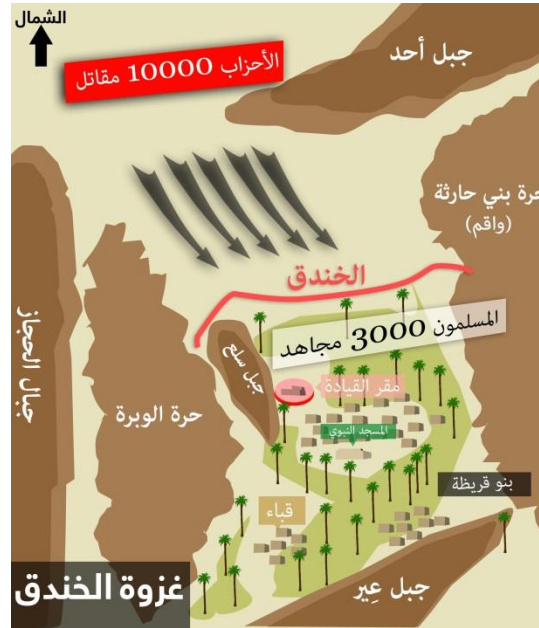 الشمال
الأحزاب 10000 مقاتل
جبل أحد
حرة بني حارثة
(واقم)
الخندق
المسلمون 3000 مجاهد
جبال الحجاز
حرة الوبرة
جبل سلع
مقر القيادة
المسجد النبوي
بنو قريظة
قباء
جبل عير
غزوة الخندق